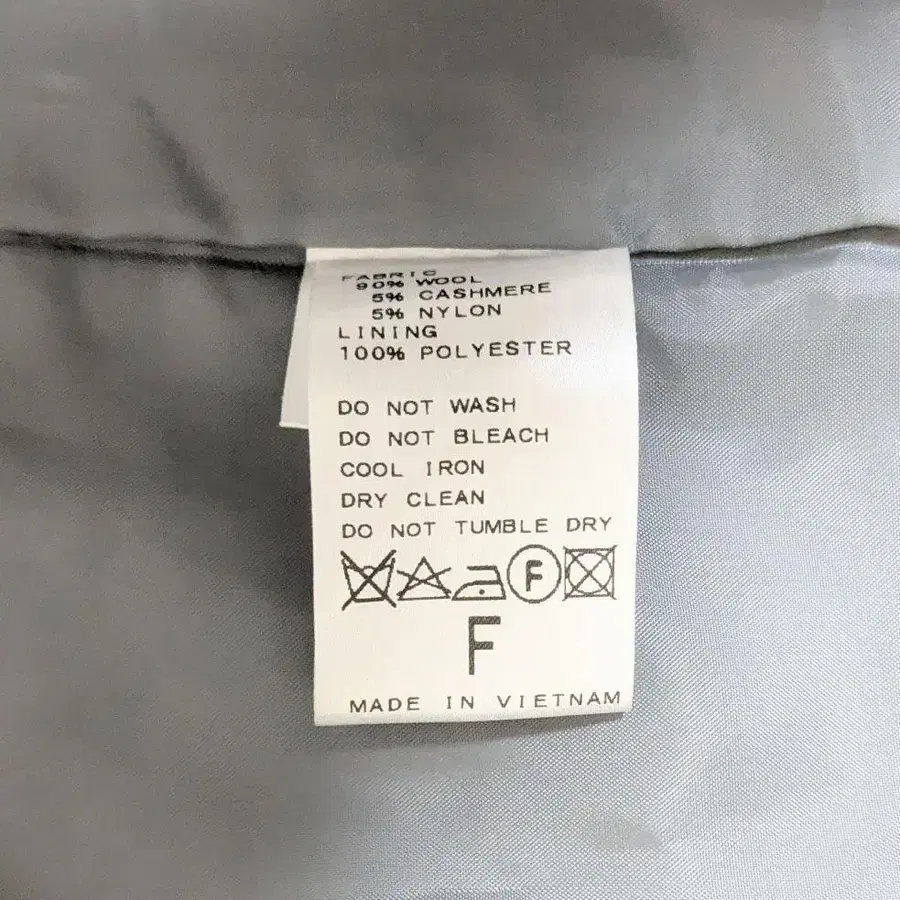 FABRIC
90% WOOL
5% CASHMERE
5% NYLON
LINING
100% POLYESTER
DO NOT WASH
DO NOT BLEACH
COOL IRON
DRY CLEAN
DO NOT TUMBLE DRY
F
F
MADE IN VIETNAM